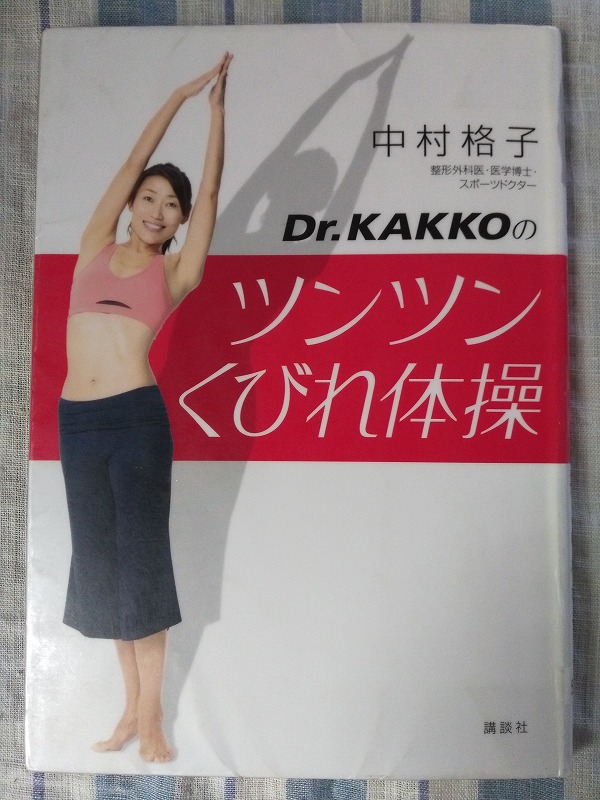 中村格子
整形外科医・医学博士・
スポーツドクター
Dr.KAKKOの
ツンツン
くびれ体操
講談社